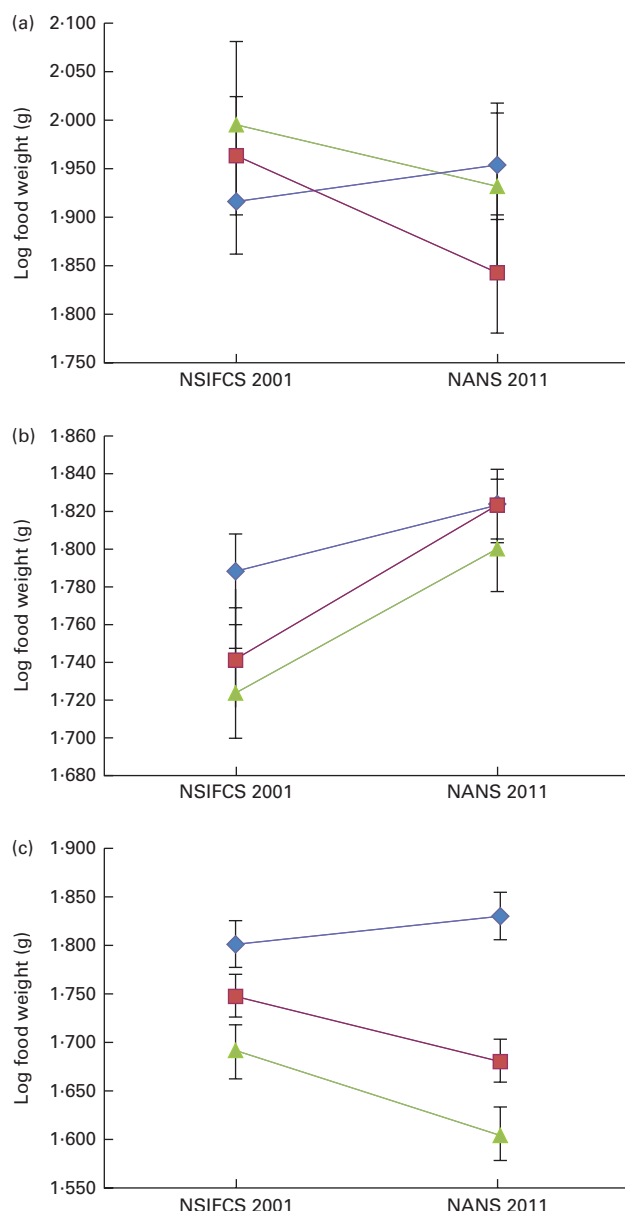 (a)
2·100
2·050
2·000
1·950
1·900
1·850
1·800
1·750
Log food weight (g)
NSIFCS 2001 NANS 2011
(b)
1·860
1·840
1·820
1·800
1·780
1·760
1·740
1·720
1·700
1·680
Log food weight (g)
NSIFCS 2001 NANS 2011
(c)
1·900
1·850
1·800
1·750
1·700
1·650
1·600
1·550
Log food weight (g)
NSIFCS 2001 NANS 2011